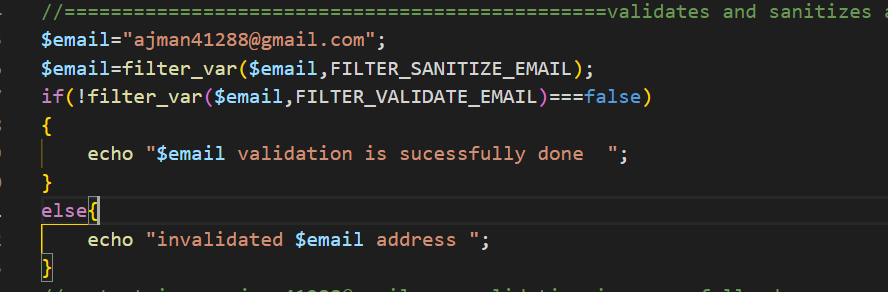 //===============================================validates and sanitizes
$email="ajman41288@gmail.com";
$email=filter_var($email,FILTER_SANITIZE_EMAIL);
if(!filter_var($email,FILTER_VALIDATE_EMAIL)===false)
{
    echo "$email validation is sucessfully done  ";
}
else{
    echo "invalidated $email address ";
}